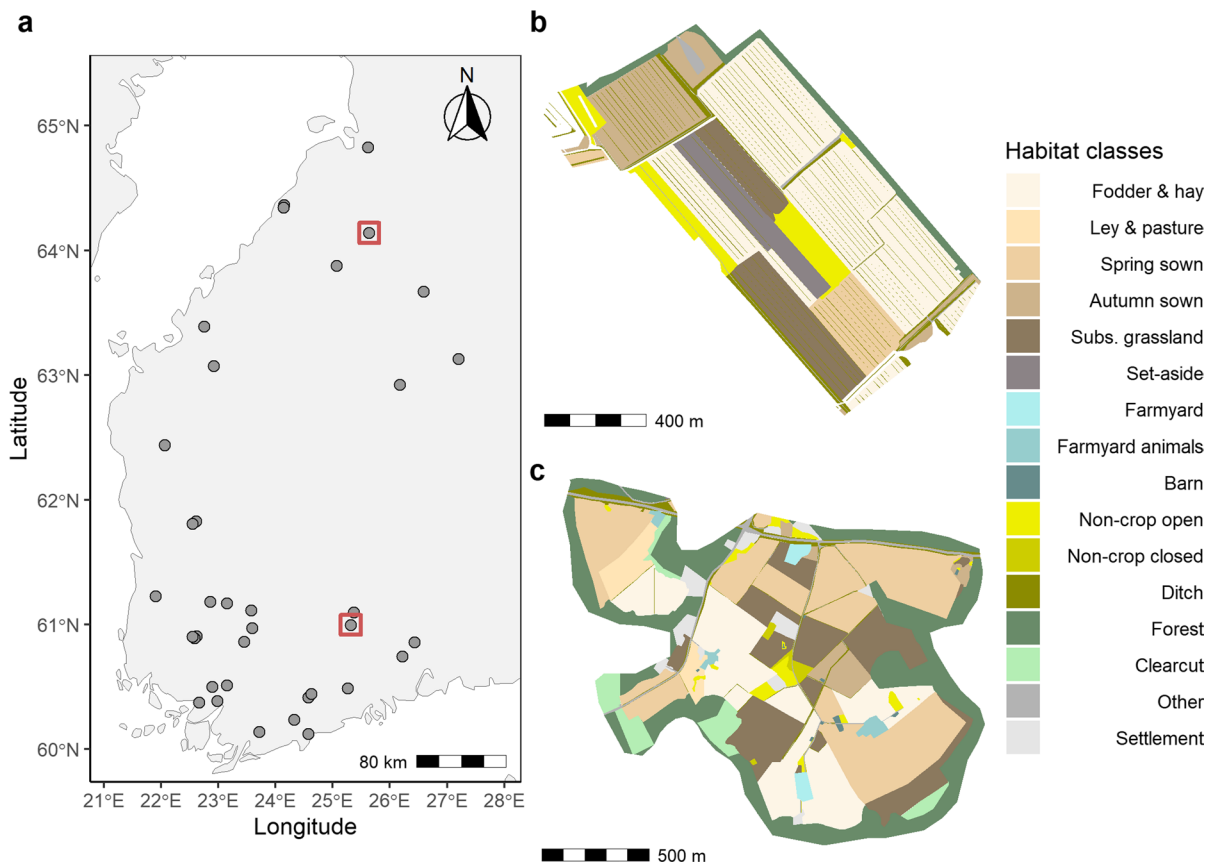 a
N
65°N
64°N
63°N
62°N
61°N
60°N
Latitude
80 km
21°E 22°E 23°E 24°E 25°E 26°E 27°E 28°E
Longitude
b
400 m
c
500 m
Habitat classes
Fodder & hay
Ley & pasture
Spring sown
Autumn sown
Subs. grassland
Set-aside
Farmyard
Farmyard animals
Barn
Non-crop open
Non-crop closed
Ditch
Forest
Clearcut
Other
Settlement